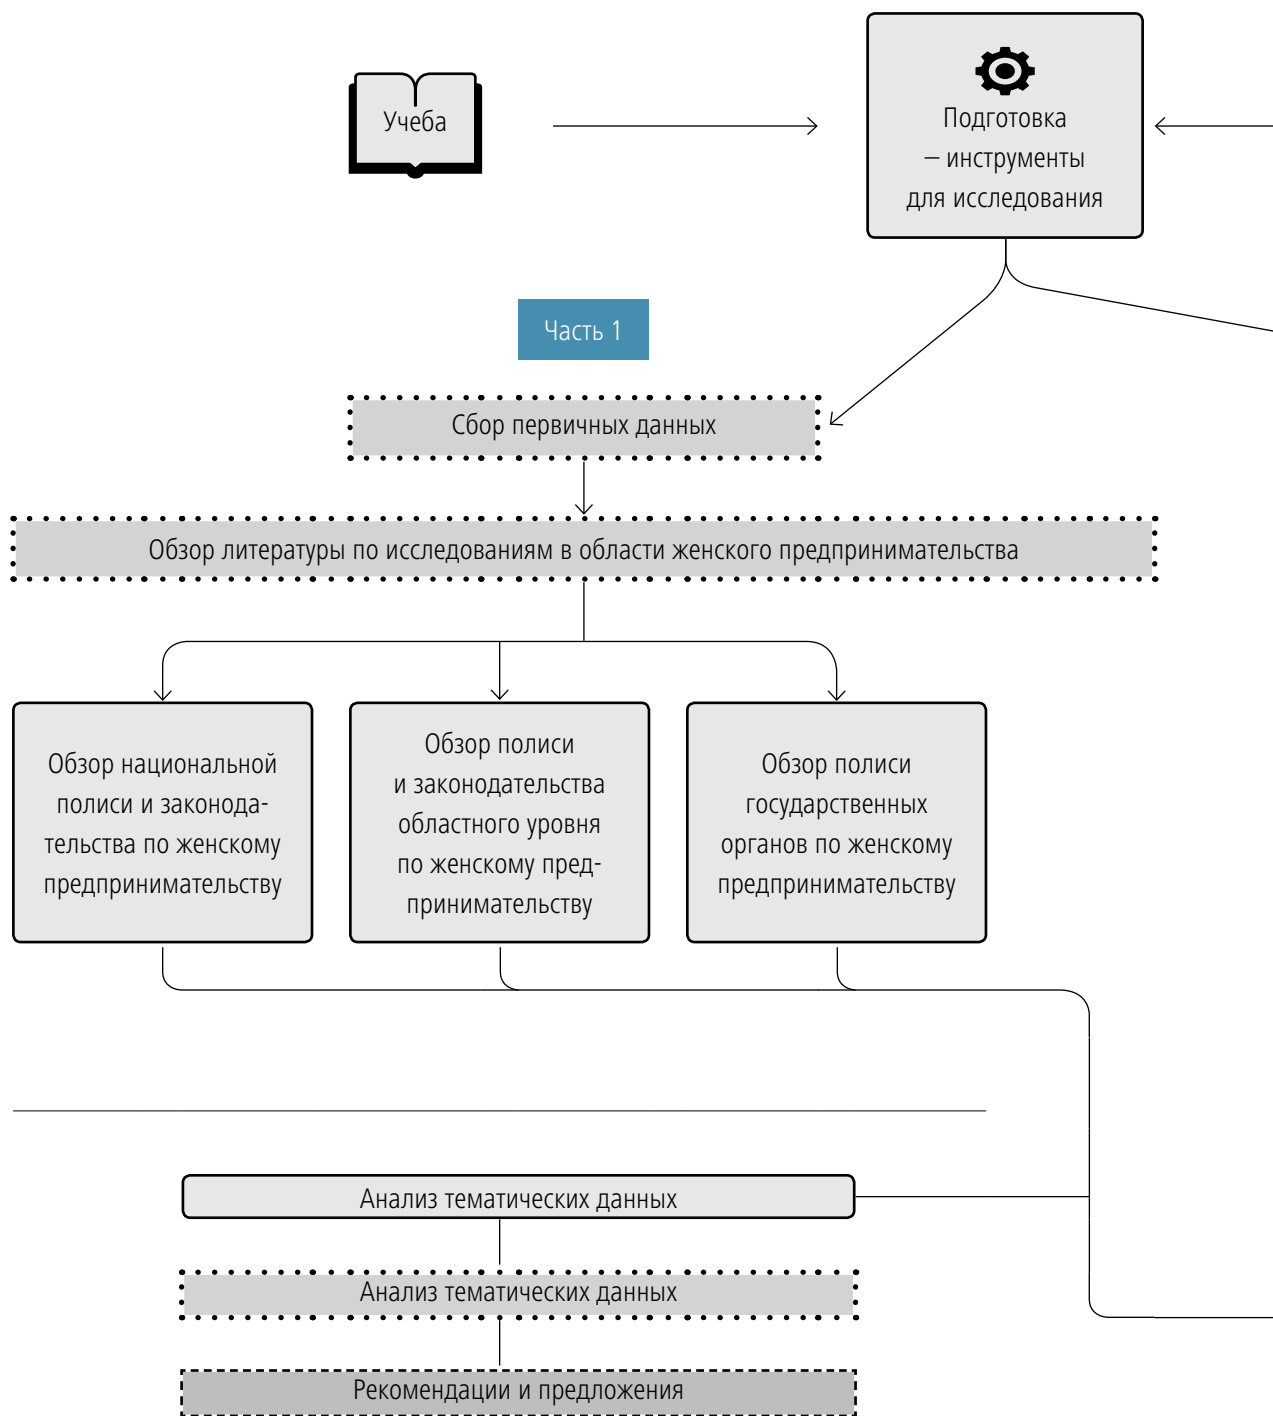 Учеба
Подготовка
– инструменты
для исследования
Часть 1
Сбор первичных данных
Обзор литературы по исследованиям в области женского предпринимательства
Обзор национальной
полиси и законода-
тельства по женскому
предпринимательству
Обзор полиси
и законодательства
областного уровня
по женскому пред-
принимательству
Обзор полиси
государственных
органов по женскому
предпринимательству
Анализ тематических данных
Анализ тематических данных
Рекомендации и предложения